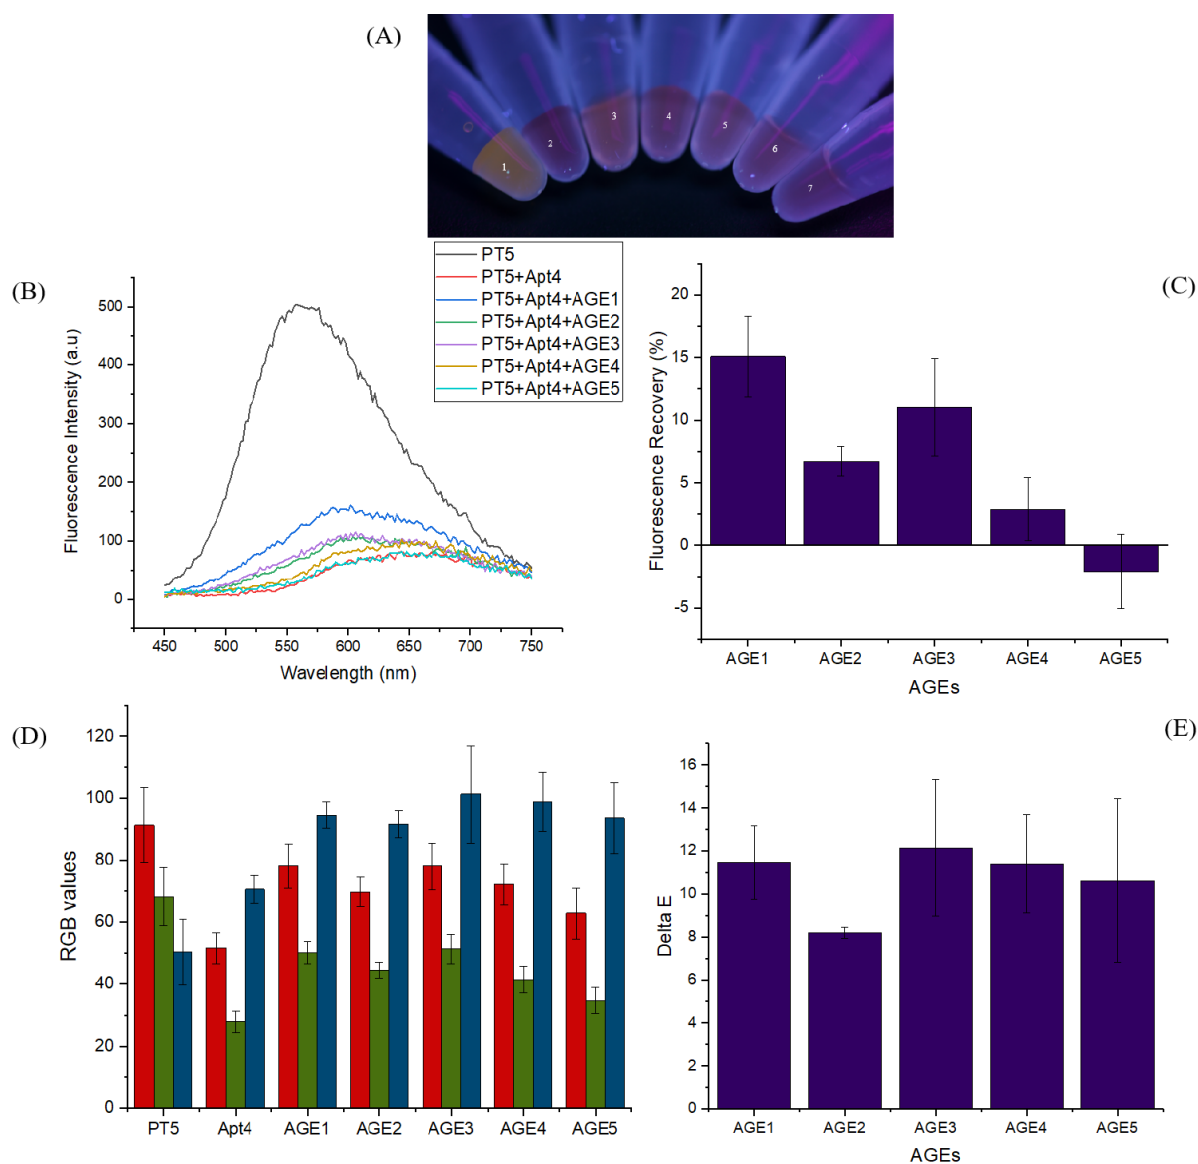 (A)
1
2
3
4
5
6
7
(B)
PT5
PT5+Apt4
PT5+Apt4+AGE1
PT5+Apt4+AGE2
PT5+Apt4+AGE3
PT5+Apt4+AGE4
PT5+Apt4+AGE5
Fluorescence Intensity (a.u)
500
400
300
200
100
0
450 500 550 600 650 700 750
Wavelength (nm)
(C)
Fluorescence Recovery (%)
20
15
10
5
0
-5
AGE1 AGE2 AGE3 AGE4 AGE5
AGEs
(D)
RGB values
120
100
80
60
40
20
0
PT5 Apt4 AGE1 AGE2 AGE3 AGE4 AGE5
(E)
Delta E
16
14
12
10
8
6
4
2
0
AGE1 AGE2 AGE3 AGE4 AGE5
AGEs